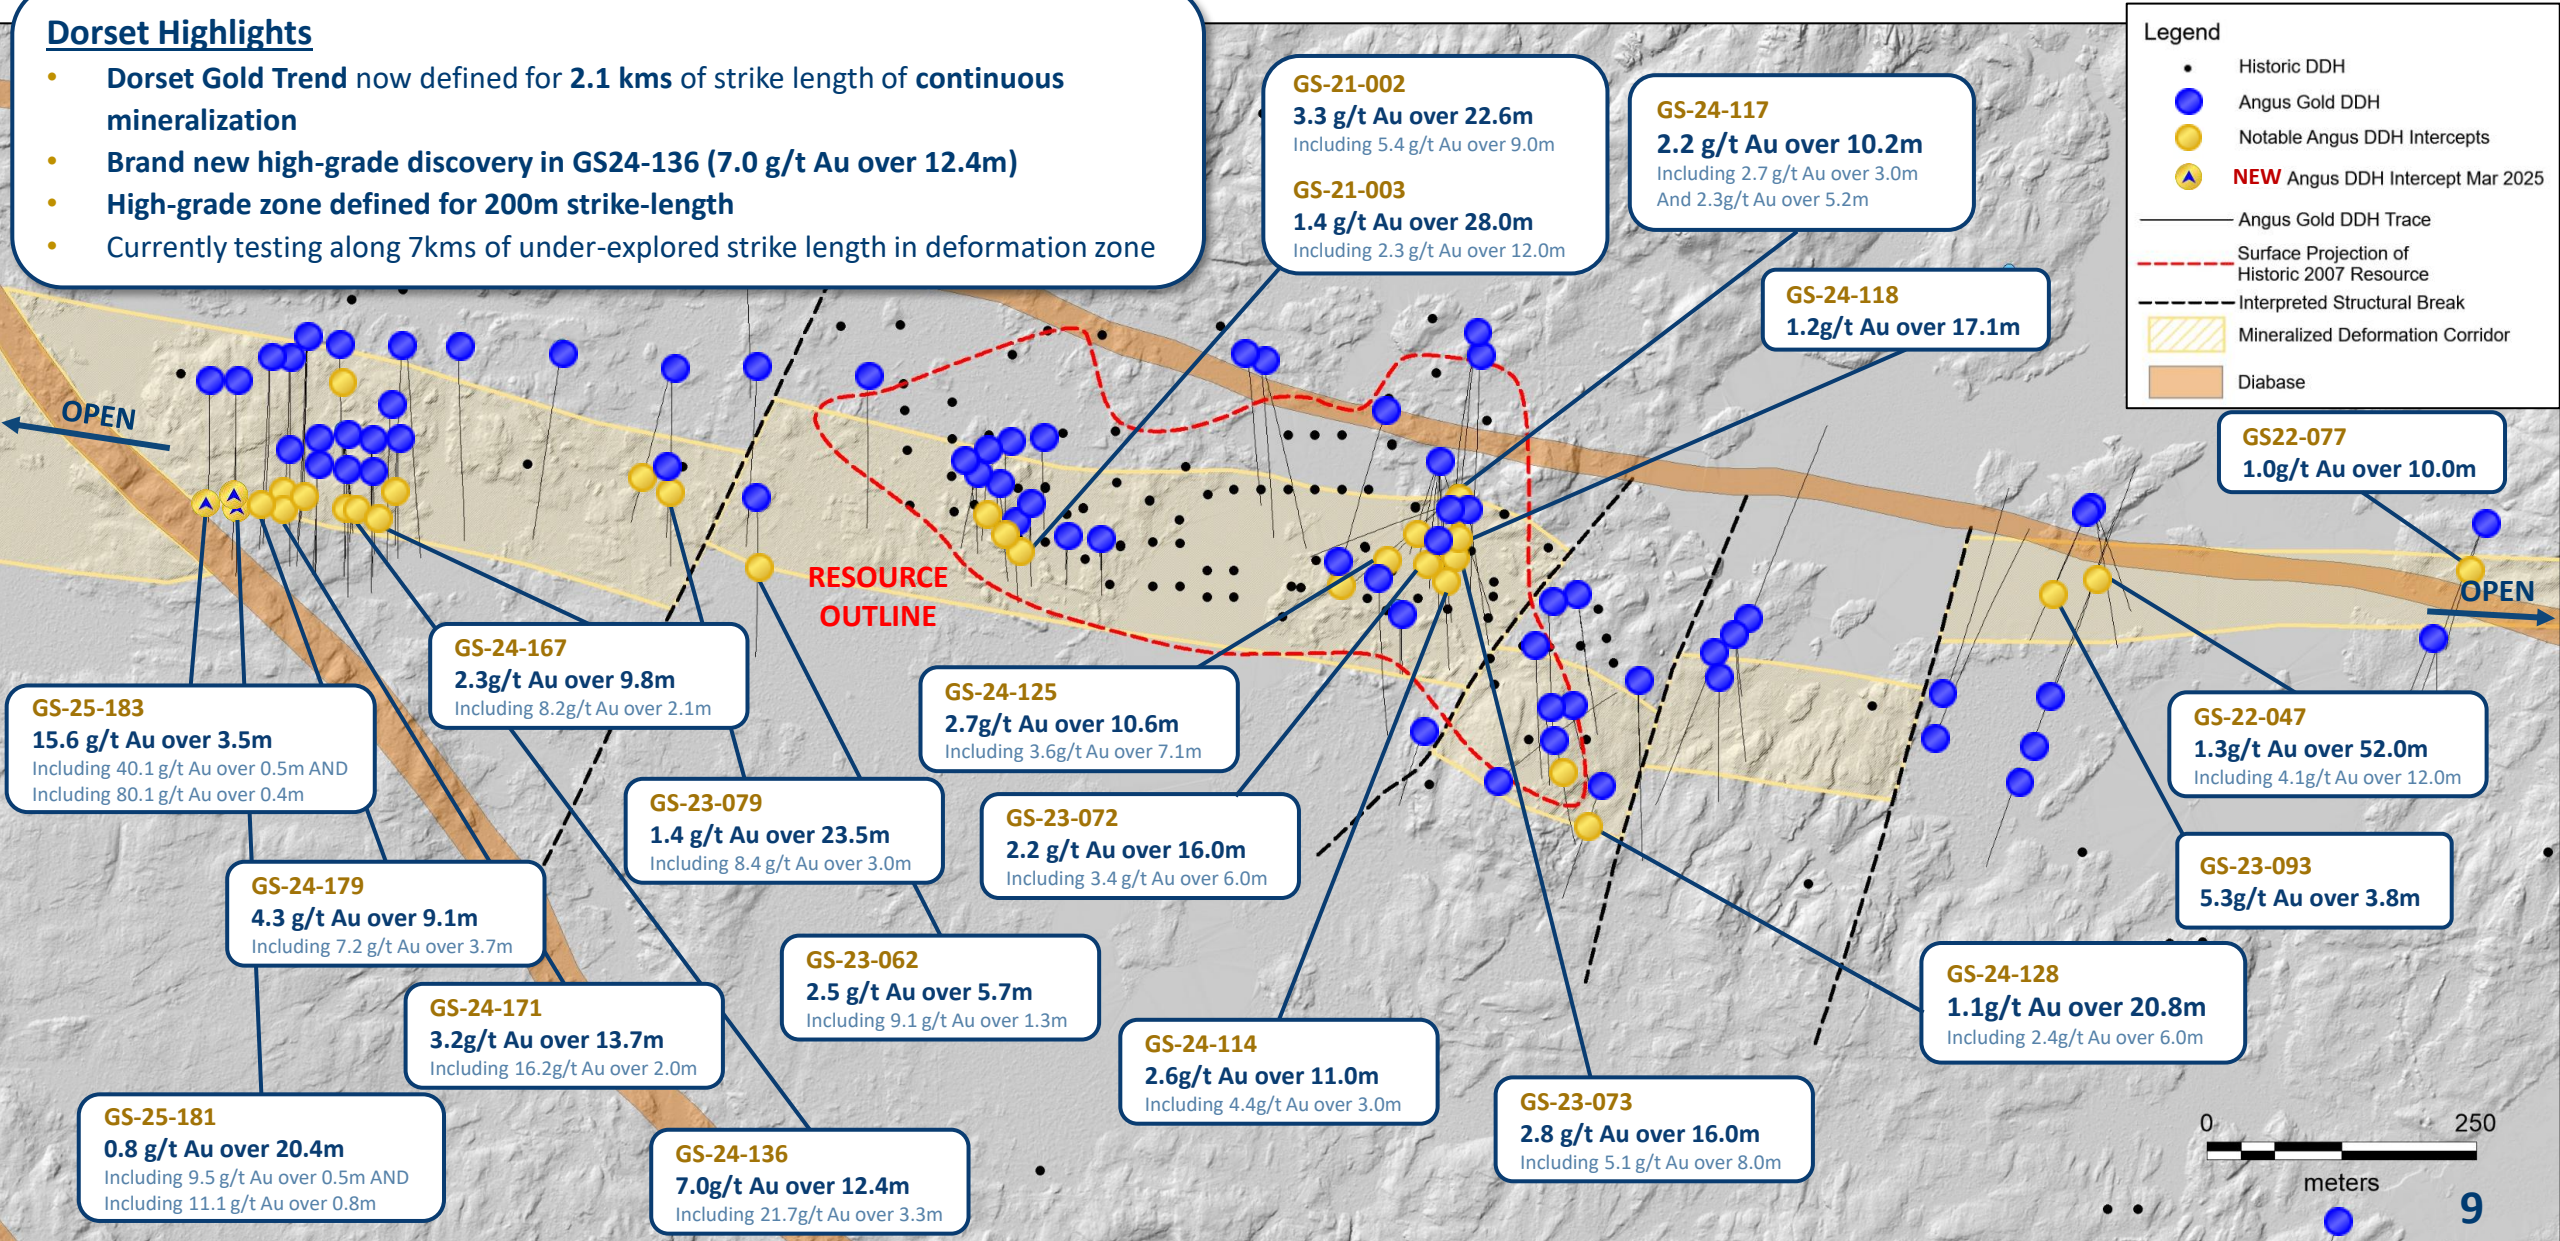 Dorset Highlights
• Dorset Gold Trend now defined for 2.1 kms of strike length of continuous
mineralization
• Brand new high-grade discovery in GS24-136 (7.0 g/t Au over 12.4m)
• High-grade zone defined for 200m strike-length
• Currently testing along 7kms of under-explored strike length in deformation zone
GS-21-002
3.3 g/t Au over 22.6m
Including 5.4 g/t Au over 9.0m
GS-21-003
1.4 g/t Au over 28.0m
Including 2.3 g/t Au over 12.0m
GS-24-117
2.2 g/t Au over 10.2m
Including 2.7 g/t Au over 3.0m
And 2.3g/t Au over 5.2m
GS-24-118
1.2g/t Au over 17.1m
Legend
Historic DDH
Angus Gold DDH
Notable Angus DDH Intercepts
NEW Angus DDH Intercept Mar 2025
Angus Gold DDH Trace
Surface Projection of
Historic 2007 Resource
Interpreted Structural Break
Mineralized Deformation Corridor
Diabase
OPEN
GS22-077
1.0g/t Au over 10.0m
RESOURCE
OUTLINE
OPEN
GS-24-167
2.3g/t Au over 9.8m
Including 8.2g/t Au over 2.1m
GS-25-183
15.6 g/t Au over 3.5m
Including 40.1 g/t Au over 0.5m AND
Including 80.1 g/t Au over 0.4m
GS-24-125
2.7g/t Au over 10.6m
Including 3.6g/t Au over 7.1m
GS-22-047
1.3g/t Au over 52.0m
Including 4.1g/t Au over 12.0m
GS-23-079
1.4 g/t Au over 23.5m
Including 8.4 g/t Au over 3.0m
GS-23-072
2.2 g/t Au over 16.0m
Including 3.4 g/t Au over 6.0m
GS-23-093
5.3g/t Au over 3.8m
GS-24-179
4.3 g/t Au over 9.1m
Including 7.2 g/t Au over 3.7m
GS-23-062
2.5 g/t Au over 5.7m
Including 9.1 g/t Au over 1.3m
GS-24-128
1.1g/t Au over 20.8m
Including 2.4g/t Au over 6.0m
GS-24-171
3.2g/t Au over 13.7m
Including 16.2g/t Au over 2.0m
GS-24-114
2.6g/t Au over 11.0m
Including 4.4g/t Au over 3.0m
GS-23-073
2.8 g/t Au over 16.0m
Including 5.1 g/t Au over 8.0m
GS-25-181
0.8 g/t Au over 20.4m
Including 9.5 g/t Au over 0.5m AND
Including 11.1 g/t Au over 0.8m
GS-24-136
7.0g/t Au over 12.4m
Including 21.7g/t Au over 3.3m
0 250
meters
9